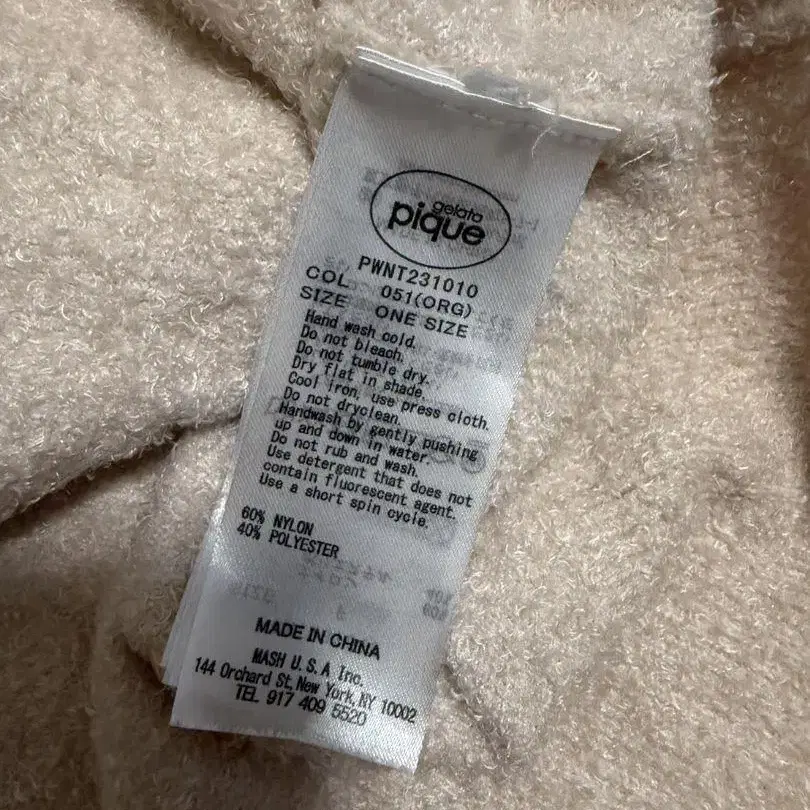 gelato
pique
PWNT231010
COL 051(ORG)
SIZE ONE SIZE
Hand wash cold.
Do not bleach.
Do not tumble dry.
Dry flat in shade.
Cool iron, use press cloth.
Do not dryclean.
Handwash by gently pushing
up and down in water.
Do not rub and wash.
Use detergent that does not
contain fluorescent agent.
Use a short spin cycle.
60% NYLON
40% POLYESTER
MADE IN CHINA
MASH U.S.A Inc.
144 Orchard St, New York, NY 10002
TEL 917 409 5520